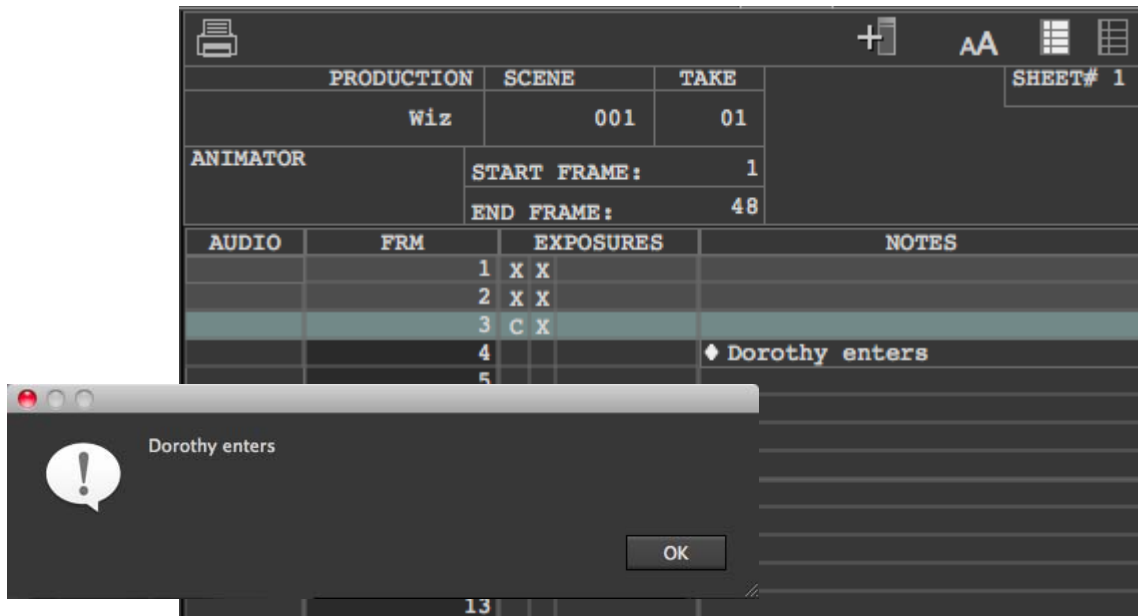 AA
PRODUCTION SCENE TAKE SHEET# 1
Wiz 001 01
ANIMATOR
START FRAME: 1
END FRAME: 48
AUDIO FRM EXPOSURES NOTES
1 X X
2 X X
3 C X
4 Dorothy enters
5
Dorothy enters
OK
13